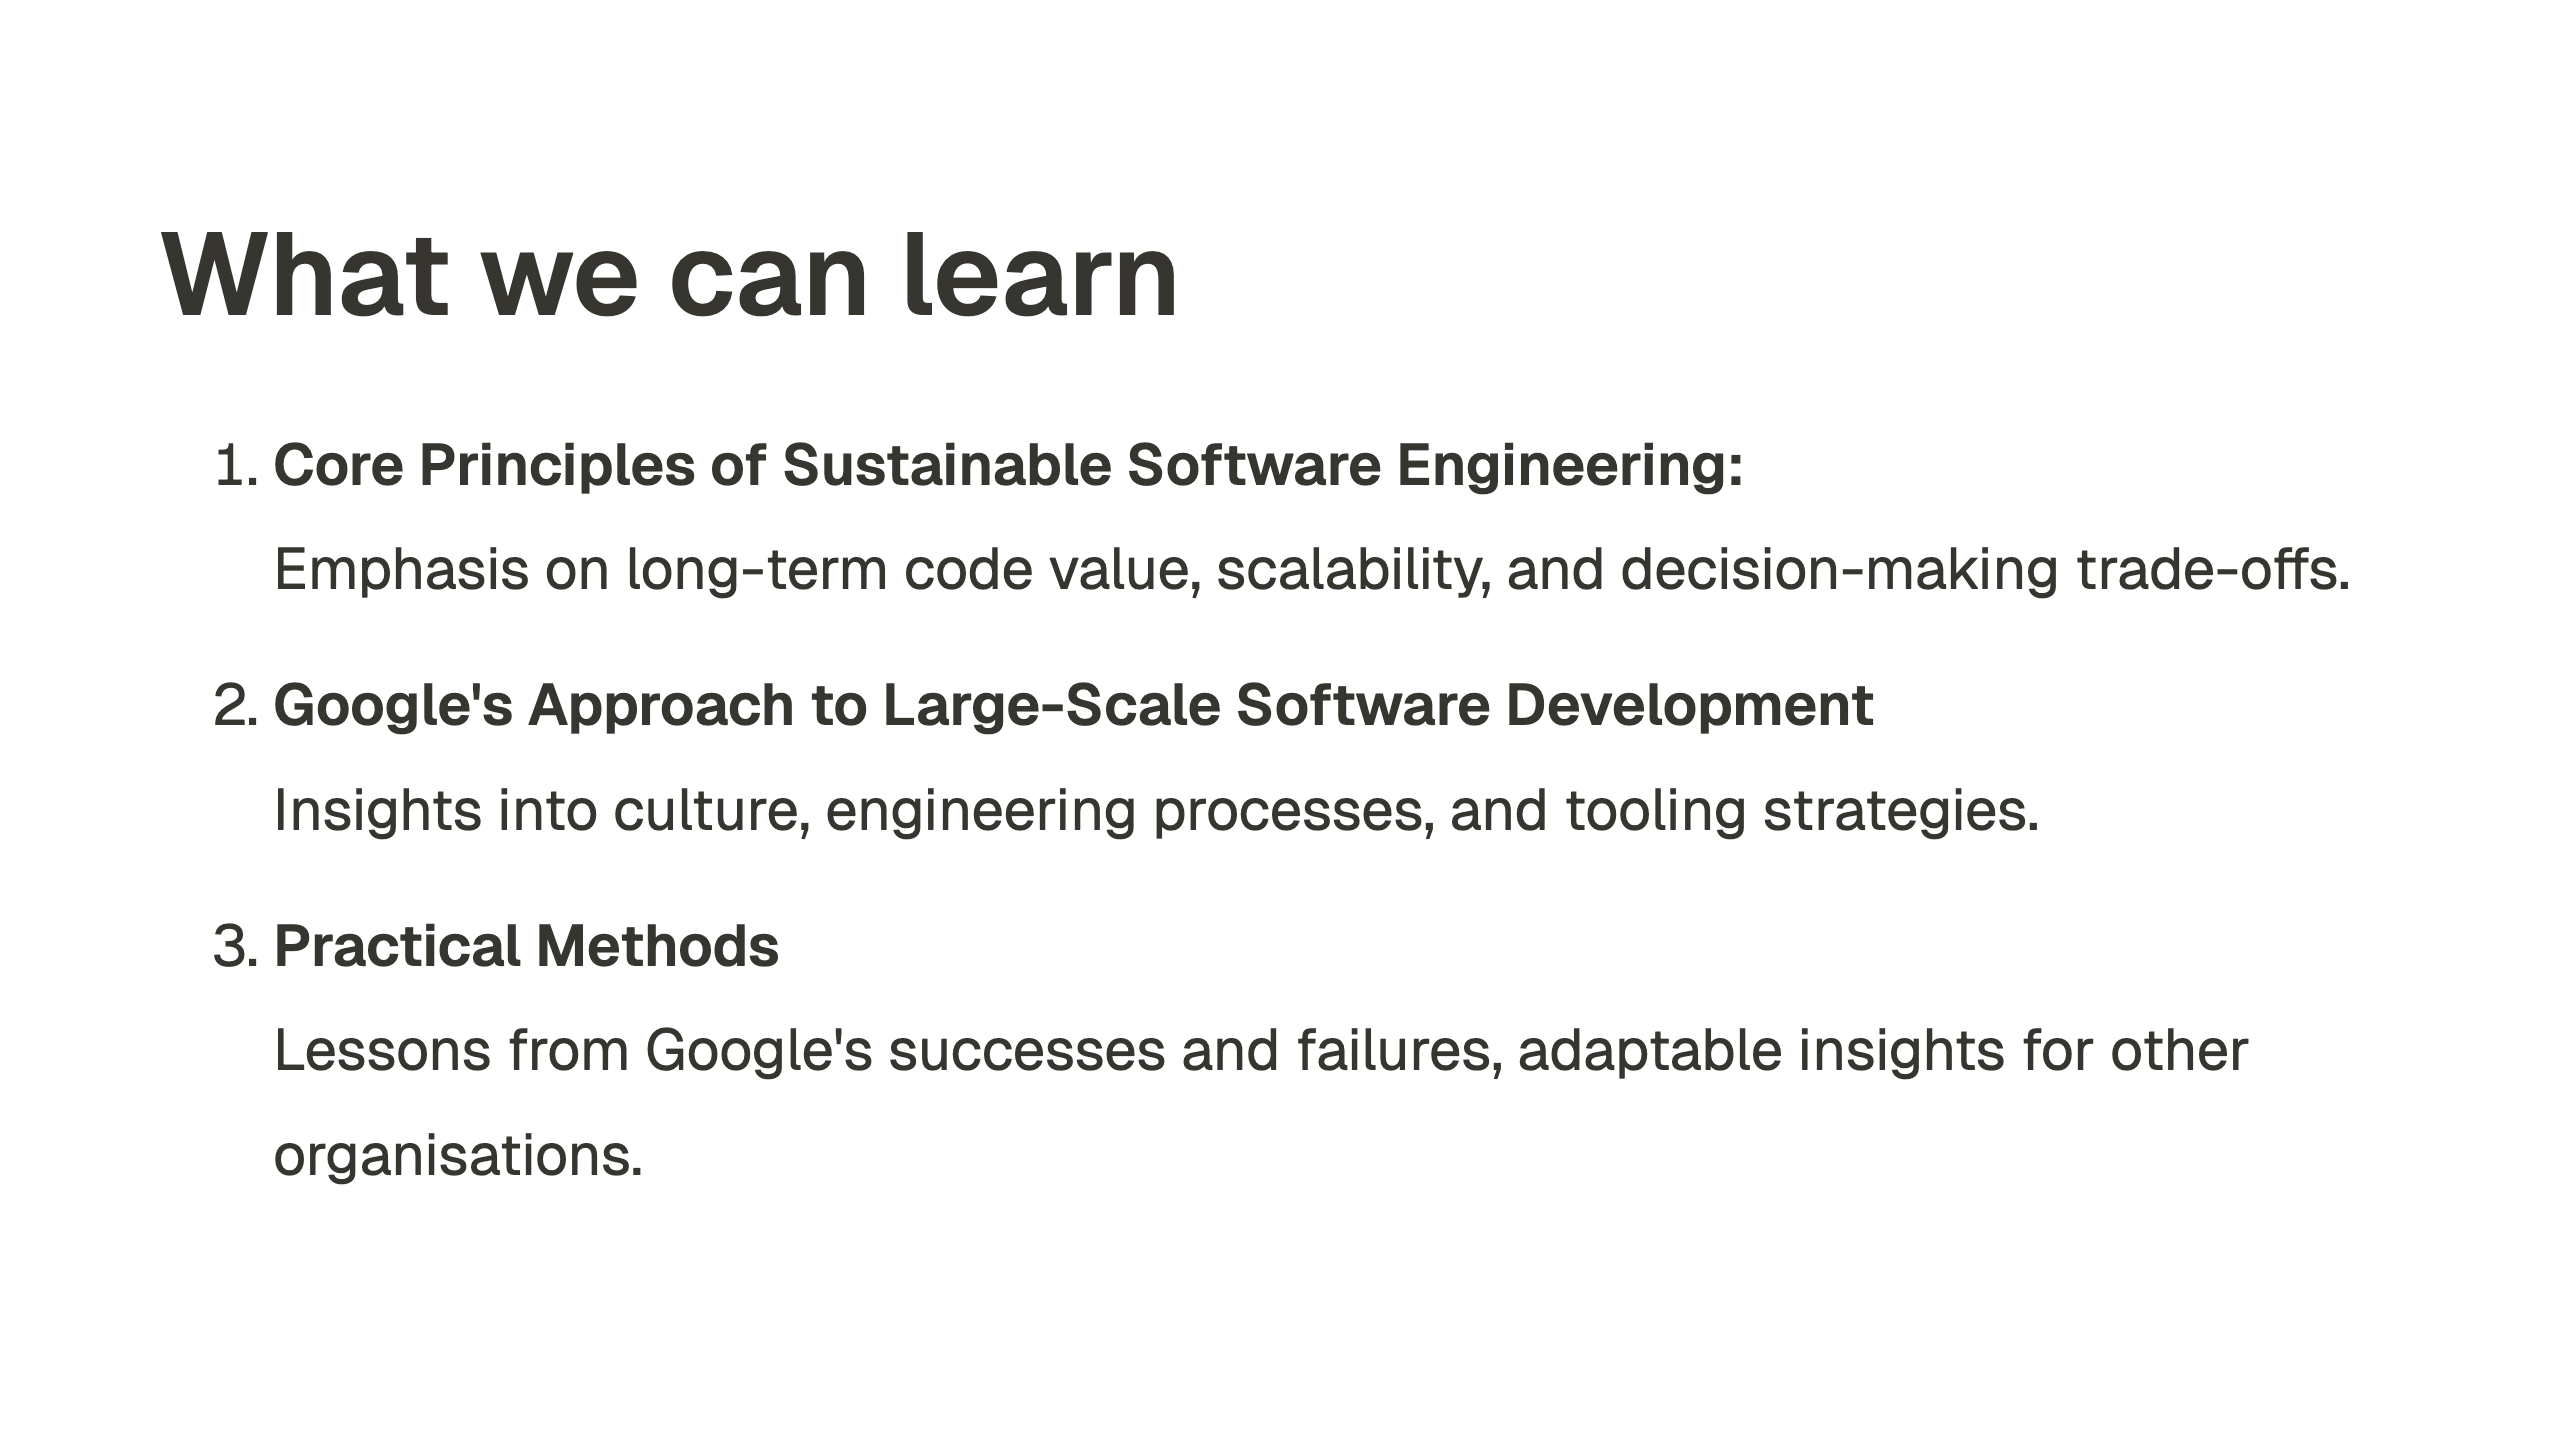 What we can learn
1. Core Principles of Sustainable Software Engineering:
Emphasis on long-term code value, scalability, and decision-making trade-offs.
2. Google's Approach to Large-Scale Software Development
Insights into culture, engineering processes, and tooling strategies.
3. Practical Methods
Lessons from Google's successes and failures, adaptable insights for other
organisations.